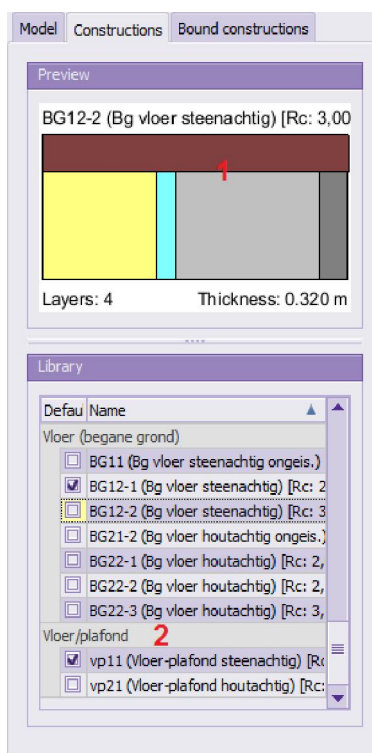 Model Constructions Bound constructions
Preview
BG12-2 (Bg vloer steenachtig) [Rc: 3,00
1
Layers: 4 Thickness: 0.320 m
Library
Defau Name
Vloer (begane grond)
BG11 (Bg vloer steenachtig ongeis.)
BG12-1 (Bg vloer steenachtig) [Rc: 2
BG12-2 (Bg vloer steenachtig) [Rc: 3
BG21-2 (Bg vloer houtachtig ongeis.)
BG22-1 (Bg vloer houtachtig) [Rc: 2,
BG22-2 (Bg vloer houtachtig) [Rc: 2,
BG22-3 (Bg vloer houtachtig) [Rc: 3,
Vloer/plafond 2
vp11 (Vloer-plafond steenachtig) [Rc
vp21 (Vloer-plafond houtachtig) [Rc: